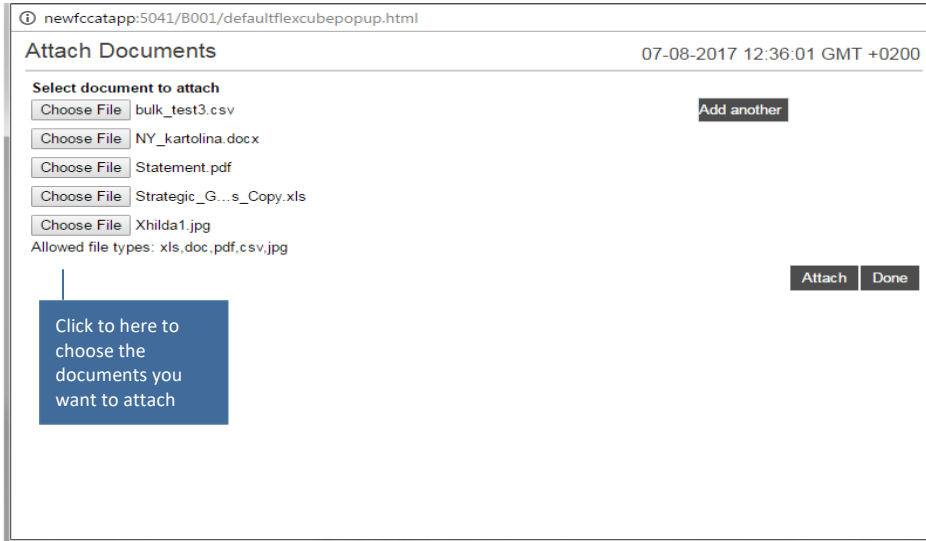 newfccatapp:5041/B001/defaultflexcubepopup.html
Attach Documents 07-08-2017 12:36:01 GMT +0200
Select document to attach
Choose File bulk_test3.csv Add another
Choose File NY_kartolina.docx
Choose File Statement.pdf
Choose File Strategic_G...s_Copy.xls
Choose File Xhilda1.jpg
Allowed file types: xls,doc,pdf,csv,jpg
Attach Done
Click to here to
choose the
documents you
want to attach